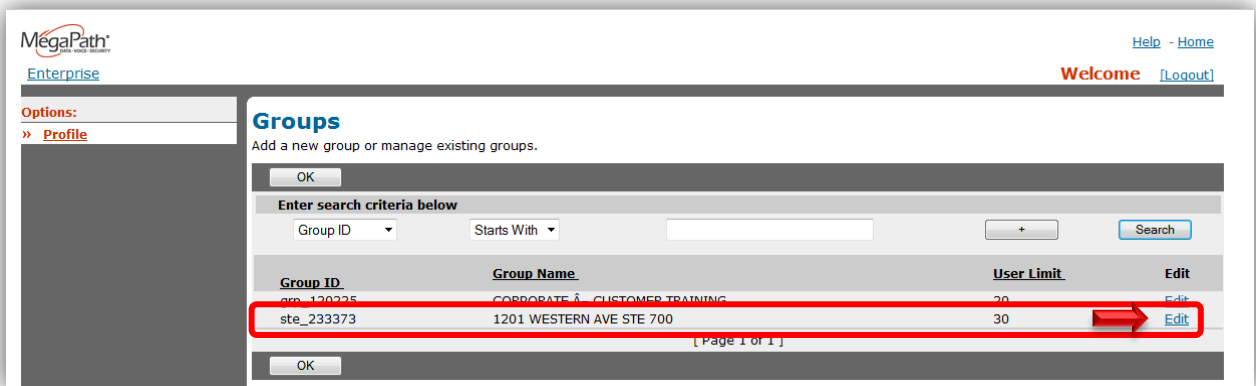 MegaPath
DATA·VOICE·SECURITY
Help - Home
Enterprise
Welcome [Logout]
Options:
» Profile
Groups
Add a new group or manage existing groups.
OK
Enter search criteria below
Group ID Starts With + Search
Group ID Group Name User Limit Edit
grp_120225 CORPORATE Â– CUSTOMER TRAINING 20 Edit
ste_233373 1201 WESTERN AVE STE 700 30 Edit
[ Page 1 of 1 ]
OK